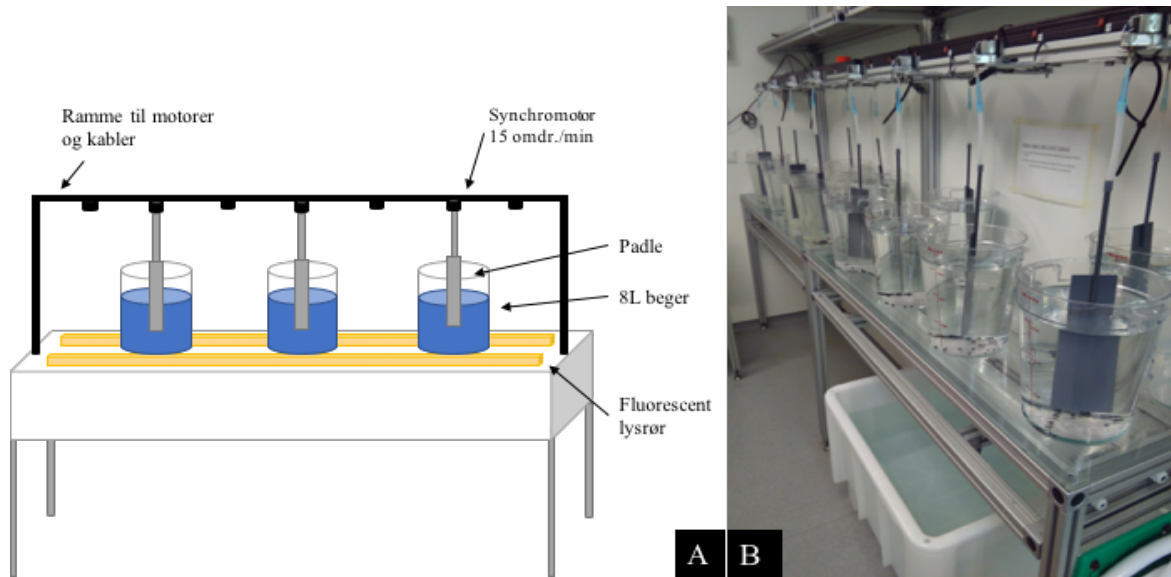 Ramme til motorer
og kabler
Synchromotor
15 omdr./min
Padle
8L beger
Fluorescent
lysrør
A B